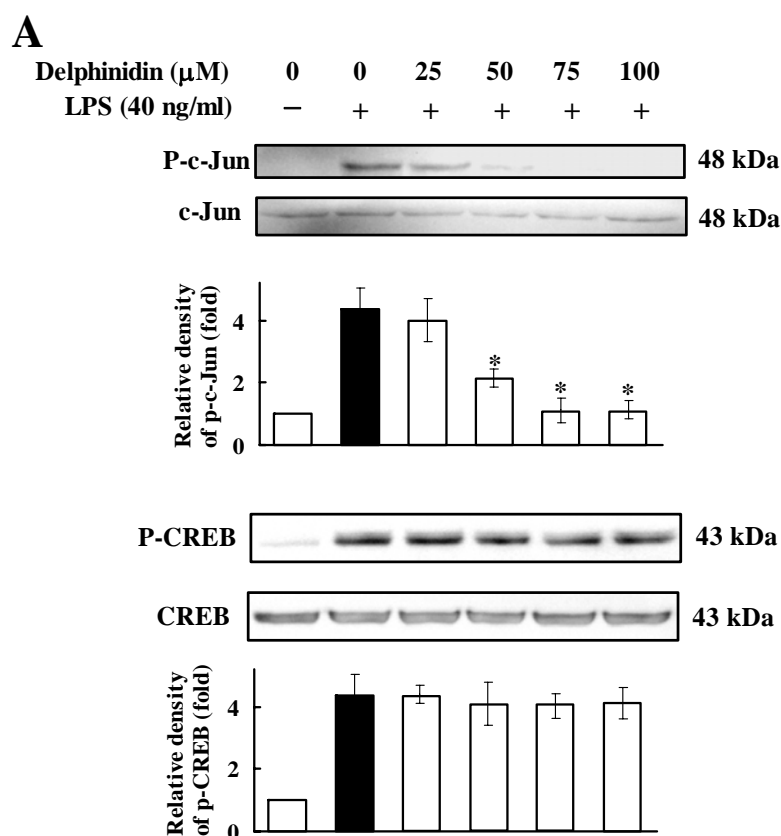 A
Delphinidin (μM) 0 0 25 50 75 100
LPS (40 ng/ml) − + + + + +
P-c-Jun 48 kDa
c-Jun 48 kDa
Relative density
of p-c-Jun (fold)
4
2
0
* * *
P-CREB 43 kDa
CREB 43 kDa
Relative density
of p-CREB (fold)
4
2
0